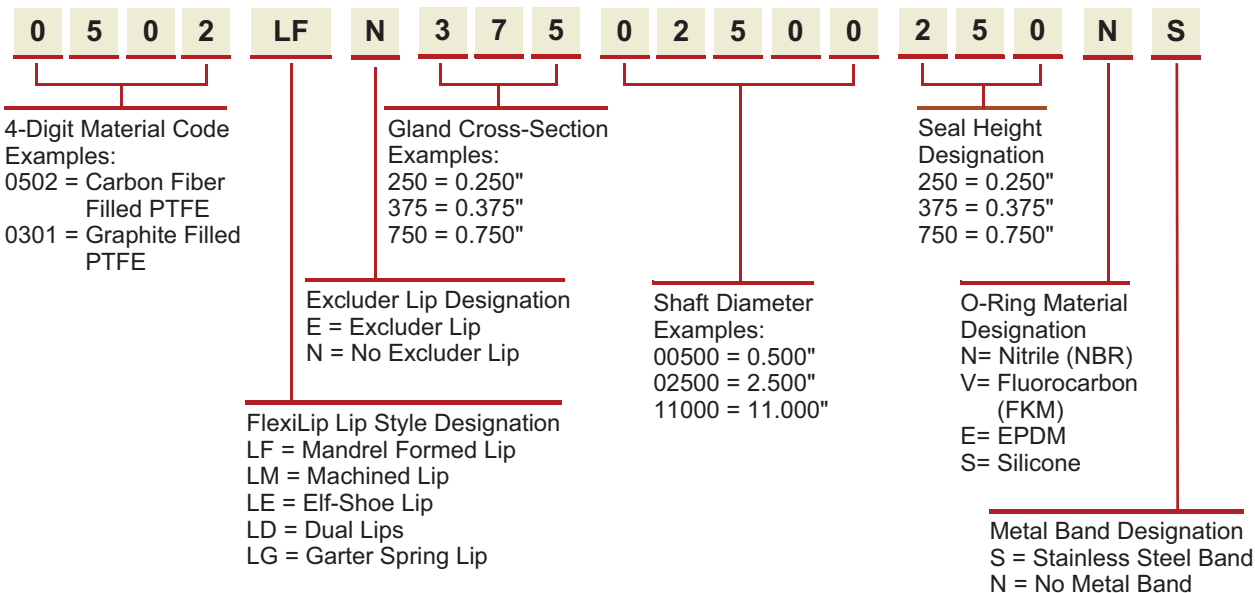 0 5 0 2 LF N 3 7 5 0 2 5 0 0 2 5 0 N S
4-Digit Material Code
Examples:
0502 = Carbon Fiber
Filled PTFE
0301 = Graphite Filled
PTFE
Gland Cross-Section
Examples:
250 = 0.250"
375 = 0.375"
750 = 0.750"
Seal Height
Designation
250 = 0.250"
375 = 0.375"
750 = 0.750"
Excluder Lip Designation
E = Excluder Lip
N = No Excluder Lip
Shaft Diameter
Examples:
00500 = 0.500"
02500 = 2.500"
11000 = 11.000"
O-Ring Material
Designation
N= Nitrile (NBR)
V= Fluorocarbon
(FKM)
E= EPDM
S= Silicone
FlexiLip Lip Style Designation
LF = Mandrel Formed Lip
LM = Machined Lip
LE = Elf-Shoe Lip
LD = Dual Lips
LG = Garter Spring Lip
Metal Band Designation
S = Stainless Steel Band
N = No Metal Band